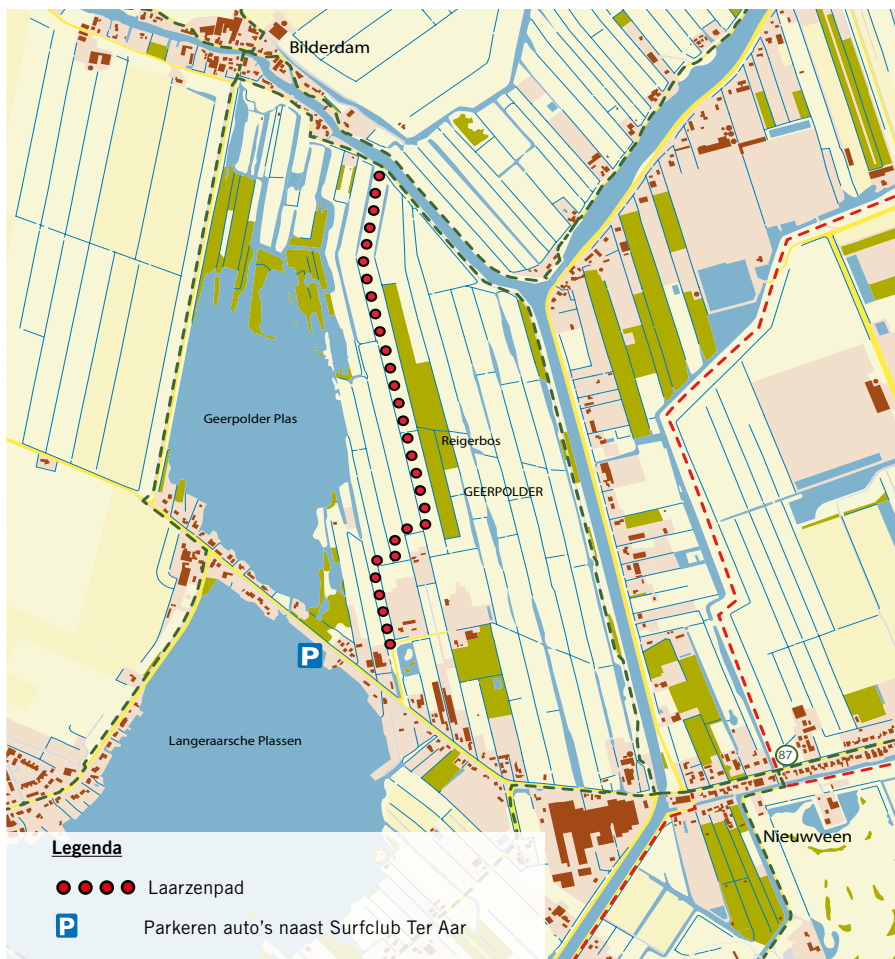 Bilderdam
Geerpolder Plas
Reigerbos
GEERPOLDER
P
Langeraarsche Plassen
87
Nieuwveen
Legenda
Laarzenpad
P Parkeren auto's naast Surfclub Ter Aar